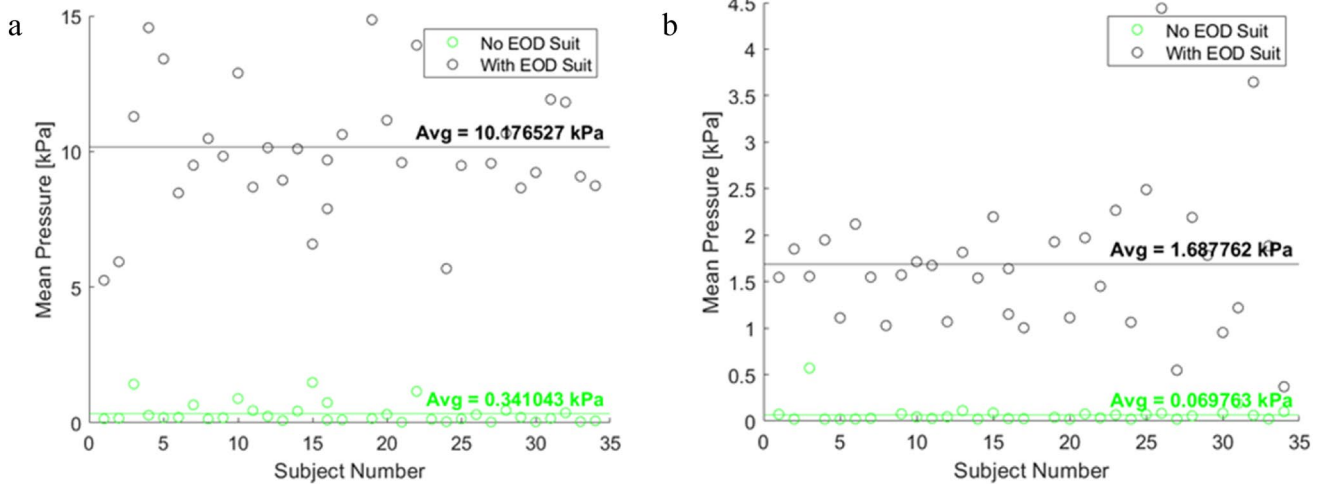 a
15
10
5
0
Mean Pressure [kPa]
No EOD Suit
With EOD Suit
Avg = 10.176527 kPa
Avg = 0.341043 kPa
0 5 10 15 20 25 30 35
Subject Number
b
4.5
4
3.5
3
2.5
2
1.5
1
0.5
0
Mean Pressure [kPa]
No EOD Suit
With EOD Suit
Avg = 1.687762 kPa
Avg = 0.069763 kPa
0 5 10 15 20 25 30 35
Subject Number